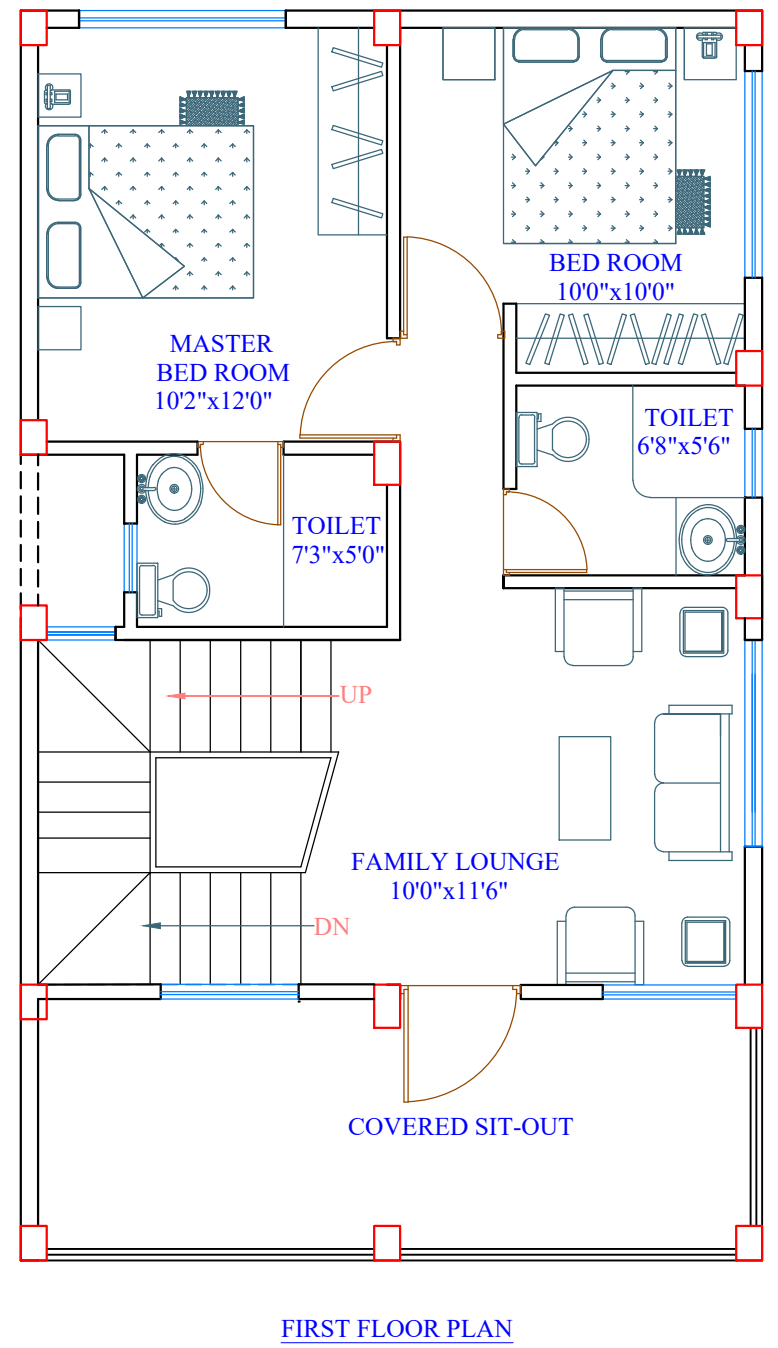 BED ROOM
10'0"x10'0"
MASTER
BED ROOM
10'2"x12'0"
TOILET
6'8"x5'6"
TOILET
7'3"x5'0"
UP
FAMILY LOUNGE
10'0"x11'6"
DN
COVERED SIT-OUT
FIRST FLOOR PLAN